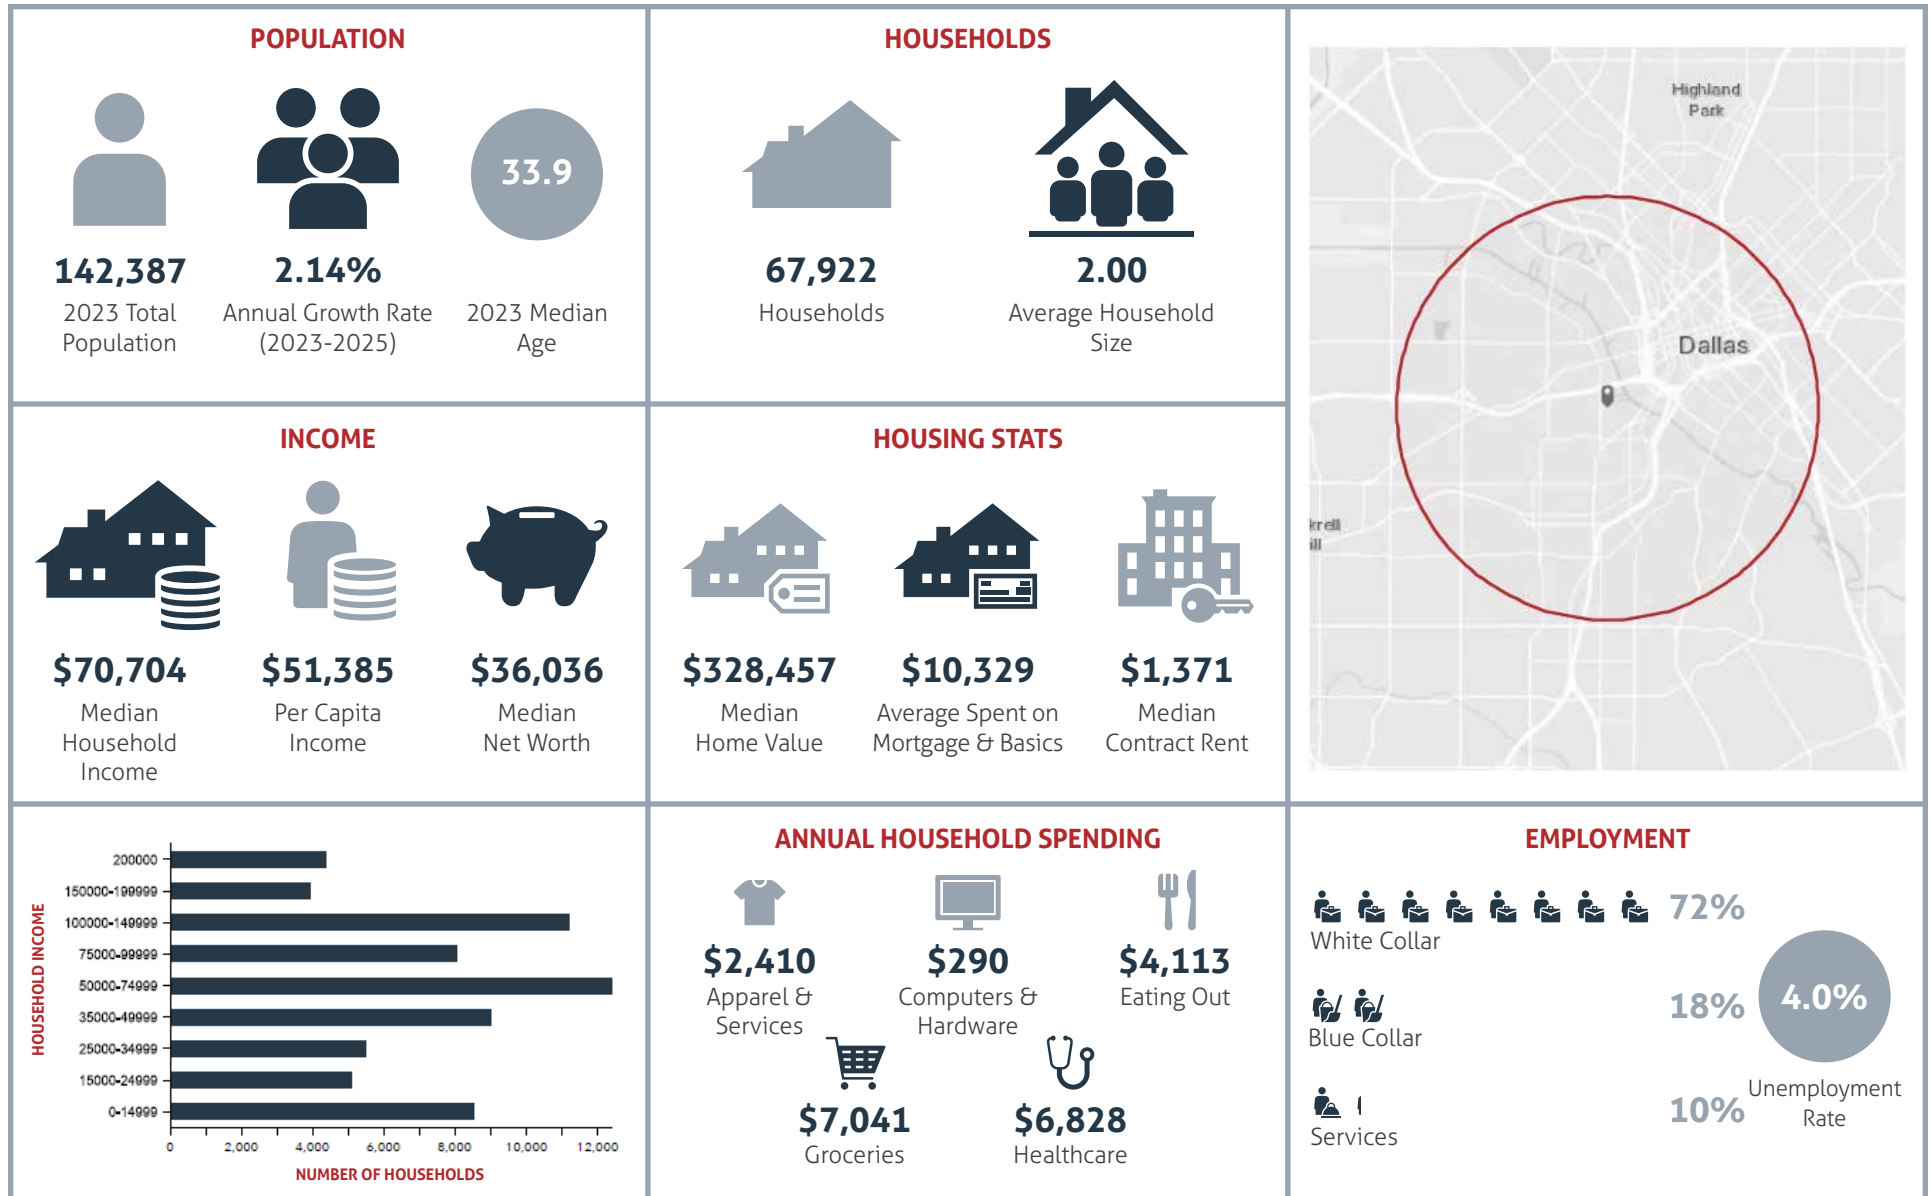 POPULATION
33.9
142,387
2023 Total
Population
2.14%
Annual Growth Rate
(2023-2025)
2023 Median
Age
HOUSEHOLDS
67,922
Households
2.00
Average Household
Size
Highland
Park
Dallas
krell
ill
INCOME
$70,704
Median
Household
Income
$51,385
Per Capita
Income
$36,036
Median
Net Worth
HOUSING STATS
$328,457
Median
Home Value
$10,329
Average Spent on
Mortgage & Basics
$1,371
Median
Contract Rent
HOUSEHOLD INCOME
200000
150000-199999
100000-149999
75000-99999
50000-74999
35000-49999
25000-34999
15000-24999
0-14999
0 2,000 4,000 6,000 8,000 10,000 12,000
NUMBER OF HOUSEHOLDS
ANNUAL HOUSEHOLD SPENDING
$2,410
Apparel &
Services
$290
Computers &
Hardware
$4,113
Eating Out
$7,041
Groceries
$6,828
Healthcare
EMPLOYMENT
72%
White Collar
18%
Blue Collar
10%
Services
4.0%
Unemployment
Rate